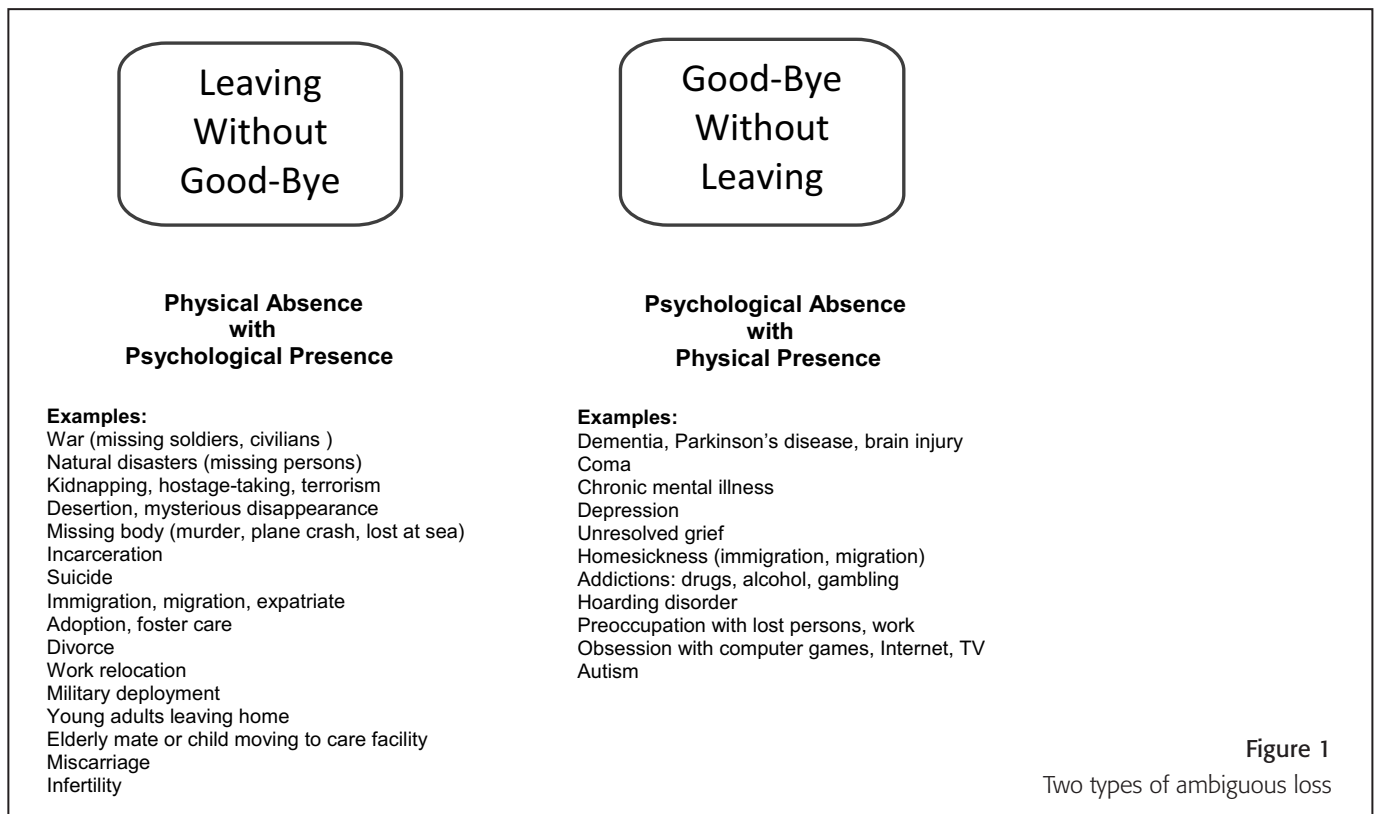 Leaving
Without
Good-Bye
Physical Absence
with
Psychological Presence
Examples:
War (missing soldiers, civilians )
Natural disasters (missing persons)
Kidnapping, hostage-taking, terrorism
Desertion, mysterious disappearance
Missing body (murder, plane crash, lost at sea)
Incarceration
Suicide
Immigration, migration, expatriate
Adoption, foster care
Divorce
Work relocation
Military deployment
Young adults leaving home
Elderly mate or child moving to care facility
Miscarriage
Infertility
Good-Bye
Without
Leaving
Psychological Absence
with
Physical Presence
Examples:
Dementia, Parkinson's disease, brain injury
Coma
Chronic mental illness
Depression
Unresolved grief
Homesickness (immigration, migration)
Addictions: drugs, alcohol, gambling
Hoarding disorder
Preoccupation with lost persons, work
Obsession with computer games, Internet, TV
Autism
Figure 1
Two types of ambiguous loss